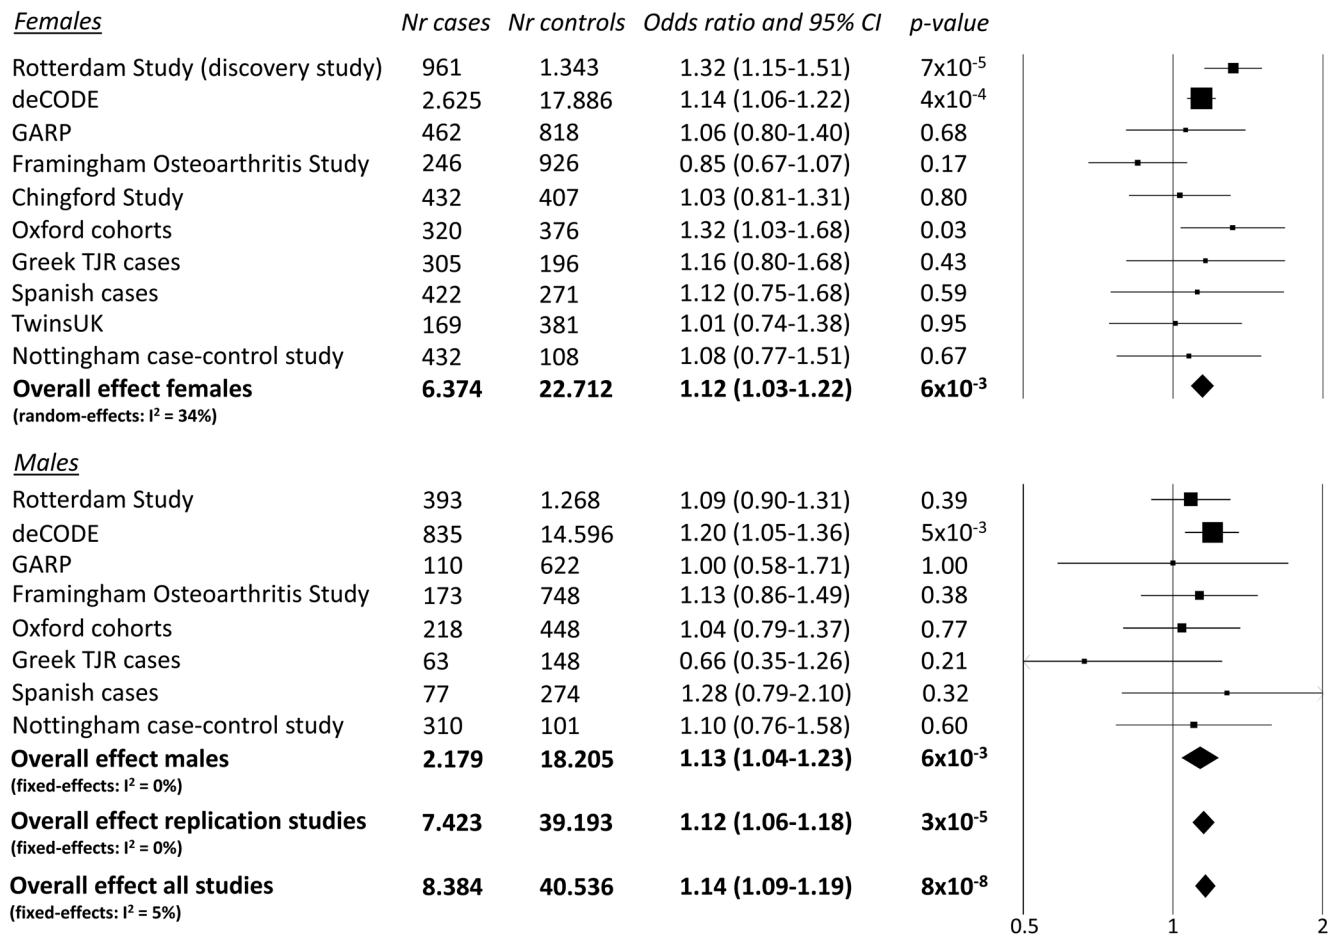 Females Nr cases Nr controls Odds ratio and 95% CI p-value
Rotterdam Study (discovery study) 961 1.343 1.32 (1.15-1.51) 7x10⁻⁵
deCODE 2.625 17.886 1.14 (1.06-1.22) 4x10⁻⁴
GARP 462 818 1.06 (0.80-1.40) 0.68
Framingham Osteoarthritis Study 246 926 0.85 (0.67-1.07) 0.17
Chingford Study 432 407 1.03 (0.81-1.31) 0.80
Oxford cohorts 320 376 1.32 (1.03-1.68) 0.03
Greek TJR cases 305 196 1.16 (0.80-1.68) 0.43
Spanish cases 422 271 1.12 (0.75-1.68) 0.59
TwinsUK 169 381 1.01 (0.74-1.38) 0.95
Nottingham case-control study 432 108 1.08 (0.77-1.51) 0.67
Overall effect females 6.374 22.712 1.12 (1.03-1.22) 6x10⁻³
(random-effects: I² = 34%)
Males
Rotterdam Study 393 1.268 1.09 (0.90-1.31) 0.39
deCODE 835 14.596 1.20 (1.05-1.36) 5x10⁻³
GARP 110 622 1.00 (0.58-1.71) 1.00
Framingham Osteoarthritis Study 173 748 1.13 (0.86-1.49) 0.38
Oxford cohorts 218 448 1.04 (0.79-1.37) 0.77
Greek TJR cases 63 148 0.66 (0.35-1.26) 0.21
Spanish cases 77 274 1.28 (0.79-2.10) 0.32
Nottingham case-control study 310 101 1.10 (0.76-1.58) 0.60
Overall effect males 2.179 18.205 1.13 (1.04-1.23) 6x10⁻³
(fixed-effects: I² = 0%)
Overall effect replication studies 7.423 39.193 1.12 (1.06-1.18) 3x10⁻⁵
(fixed-effects: I² = 0%)
Overall effect all studies 8.384 40.536 1.14 (1.09-1.19) 8x10⁻⁸
(fixed-effects: I² = 5%)
0.5 1 2